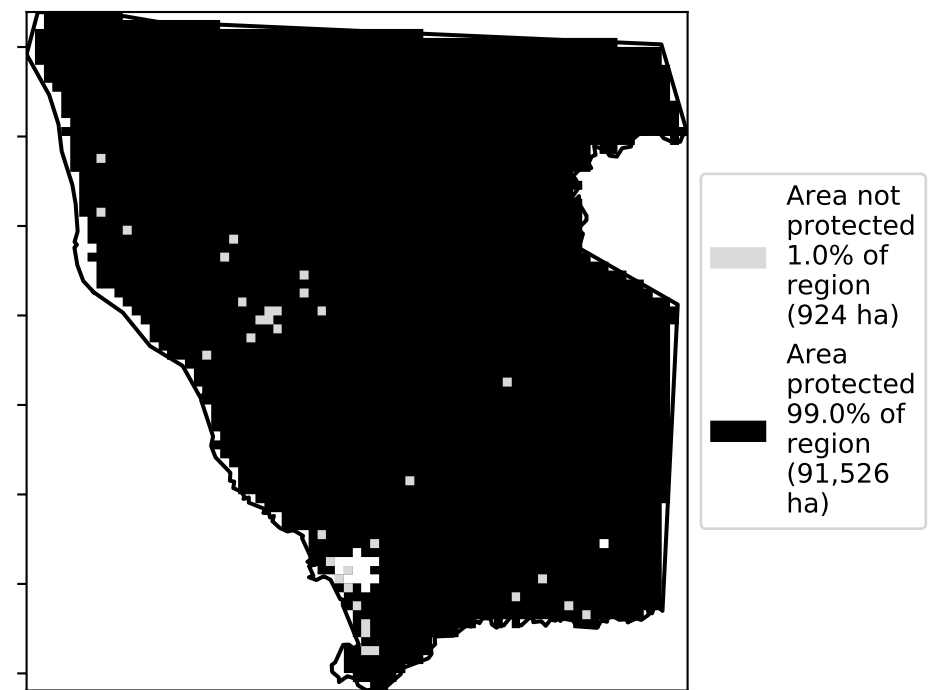 Area not
protected
1.0% of
region
(924 ha)
Area
protected
99.0% of
region
(91,526
ha)